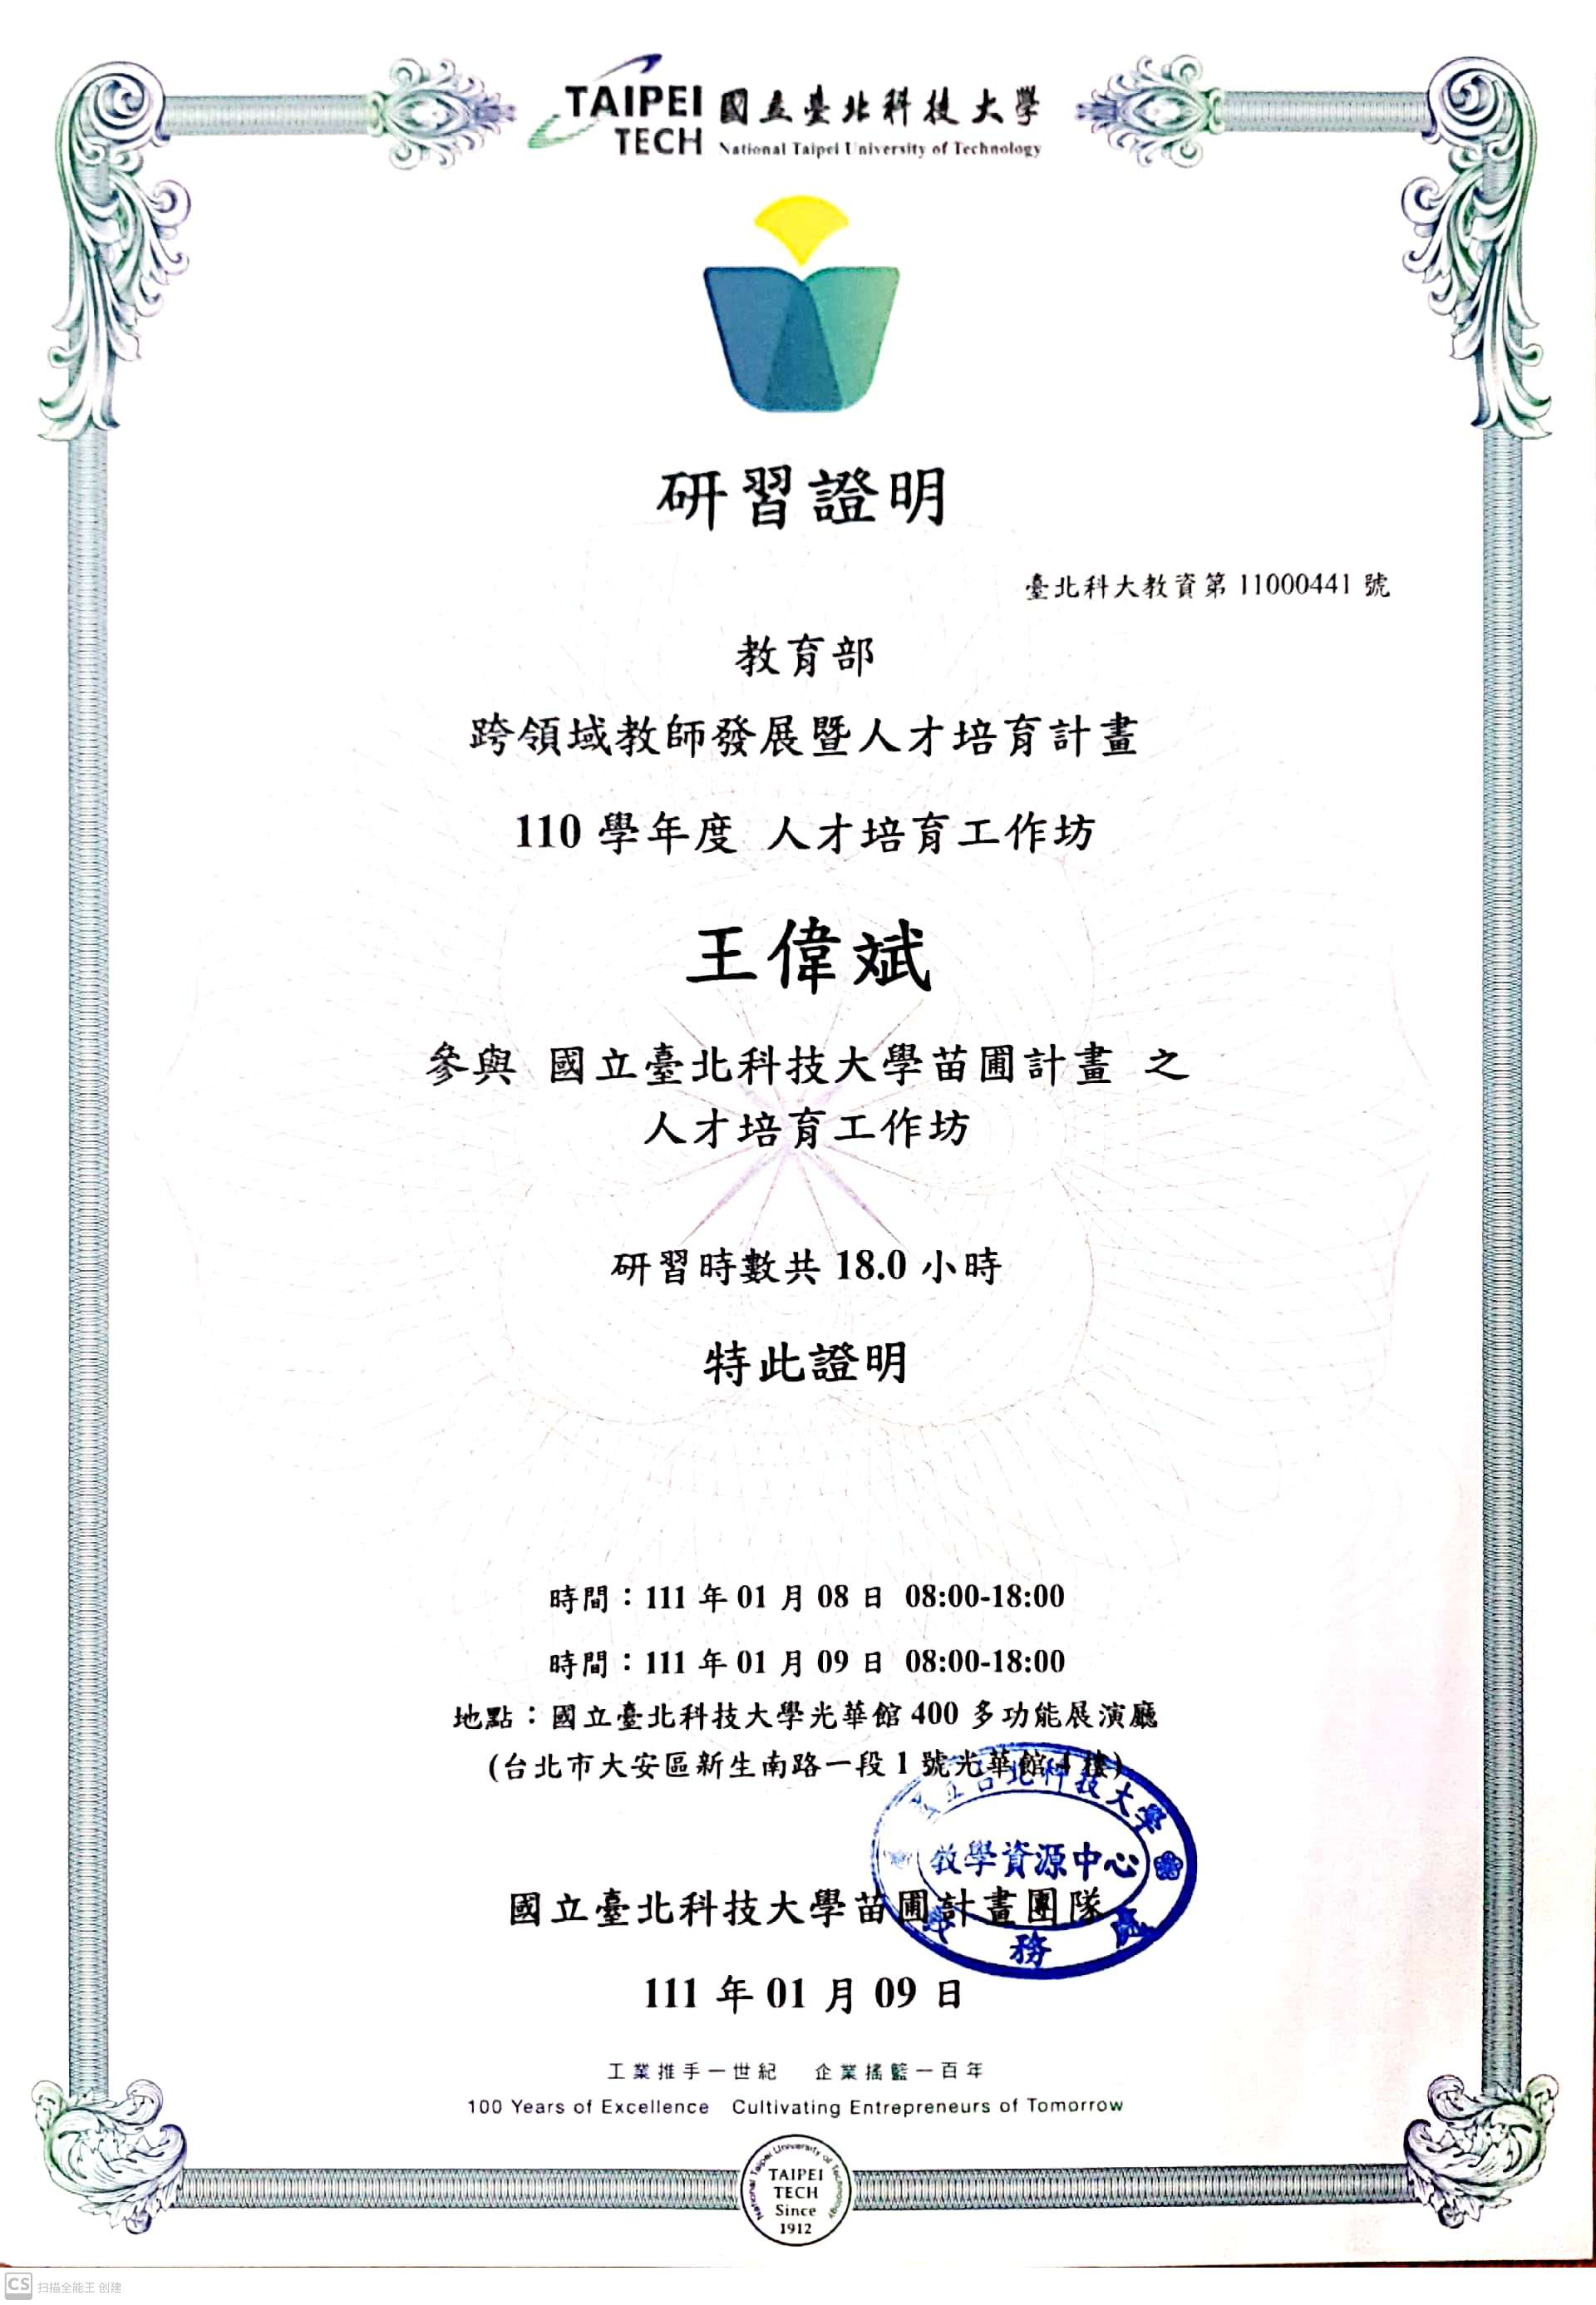 TAIPEI TECH 國立臺北科技大學
National Taipei University of Technology
研習證明
臺北科大教資第 11000441 號
教育部
跨領域教師發展暨人才培育計畫
110 學年度 人才培育工作坊
王偉斌
參與 國立臺北科技大學苗圃計畫 之
人才培育工作坊
研習時數共 18.0 小時
特此證明
時間：111 年 01 月 08 日 08:00-18:00
時間：111 年 01 月 09 日 08:00-18:00
地點：國立臺北科技大學光華館 400 多功能展演廳
(台北市大安區新生南路一段 1 號光華館 4 樓)
立台北科技大學
教學資源中心
務
處
國立臺北科技大學苗圃計畫團隊
111 年 01 月 09 日
工業推手一世紀 企業搖籃一百年
100 Years of Excellence Cultivating Entrepreneurs of Tomorrow
National Taipei University of Technology
TAIPEI
TECH
Since
1912
CS 扫描全能王 创建